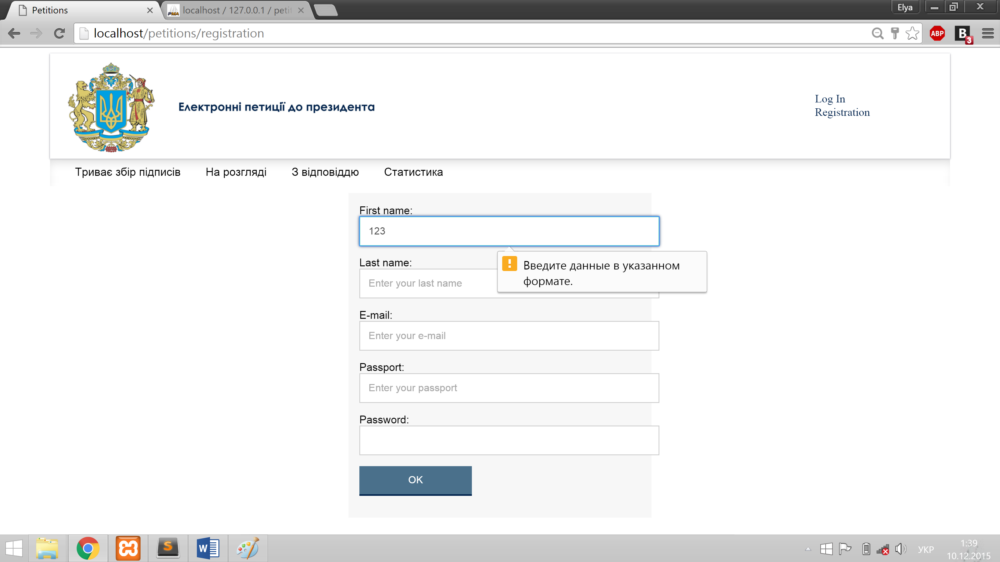 Petitions
localhost / 127.0.0.1 / peti
Elya
localhost/petitions/registration
ABP
B
3
Електронні петиції до президента
Log In
Registration
Триває збір підписів На розгляді З відповіддю Статистика
First name:
123
Введите данные в указанном
формате.
Last name:
Enter your last name
E-mail:
Enter your e-mail
Passport:
Enter your passport
Password:
OK
УКР
1:39
10.12.2015